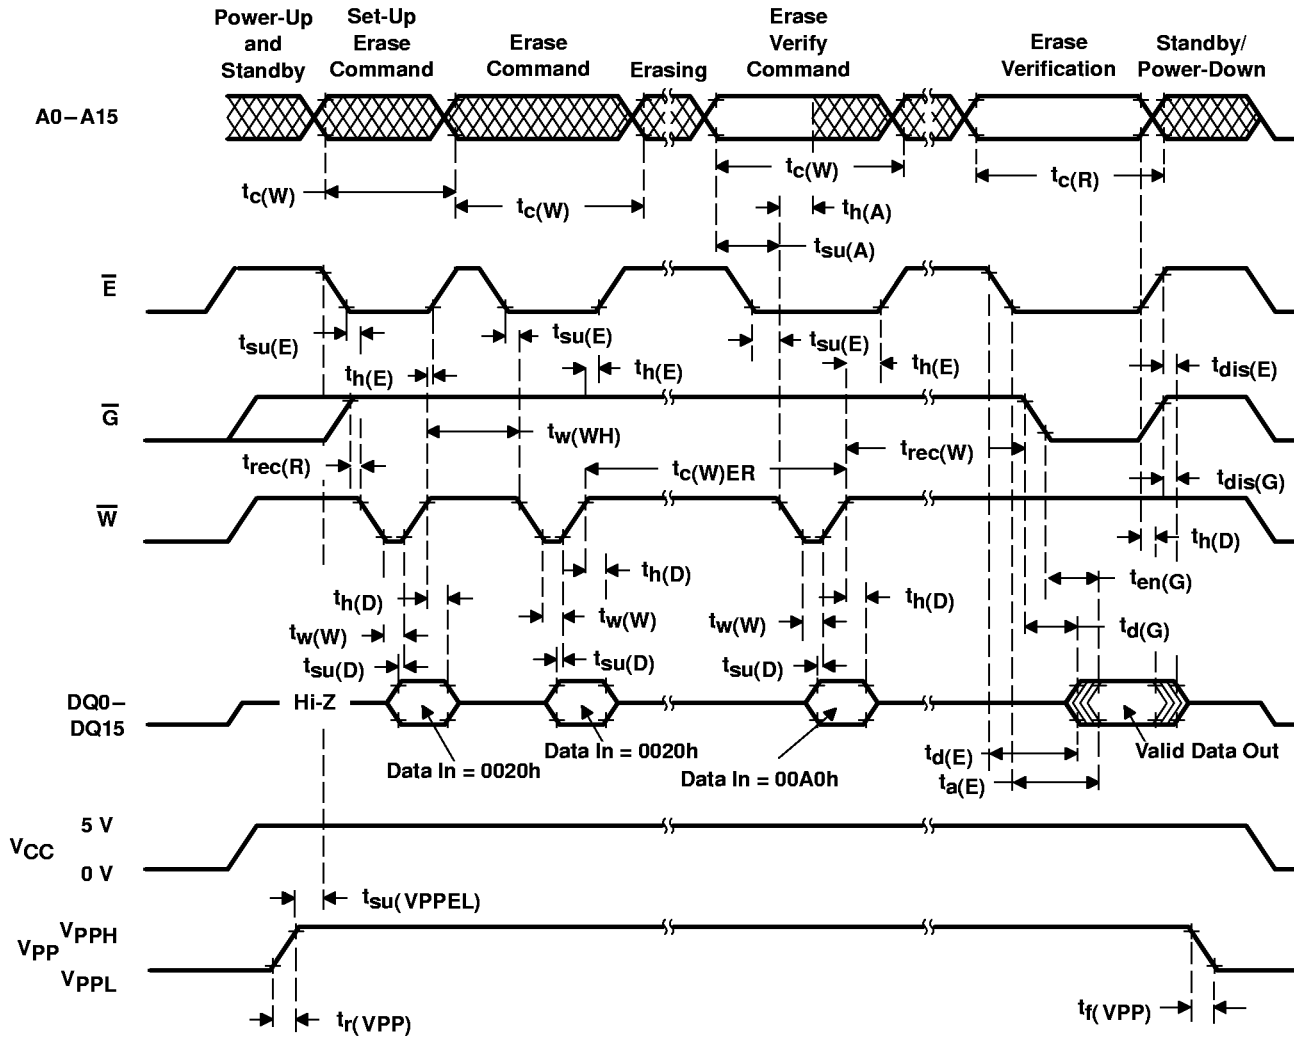 Power-Up
and
Standby
Set-Up
Erase
Command
Erase
Command
Erasing
Erase
Verify
Command
Erase
Verification
Standby/
Power-Down
A0–A15
tc(W)
tc(W)
tc(W)
tc(R)
th(A)
tsu(A)
E
tsu(E)
tsu(E)
tsu(E)
th(E)
th(E)
th(E)
tdis(E)
G
tw(WH)
trec(W)
trec(R)
tc(W)ER
tdis(G)
W
th(D)
th(D)
th(D)
th(D)
ten(G)
tw(W)
tw(W)
tw(W)
td(G)
tsu(D)
tsu(D)
tsu(D)
DQ0–
DQ15
Hi-Z
Data In = 0020h
Data In = 0020h
Data In = 00A0h
Valid Data Out
td(E)
ta(E)
5 V
VCC
0 V
tsu(VPPEL)
VPPH
VPP
VPPL
tr(VPP)
tf(VPP)